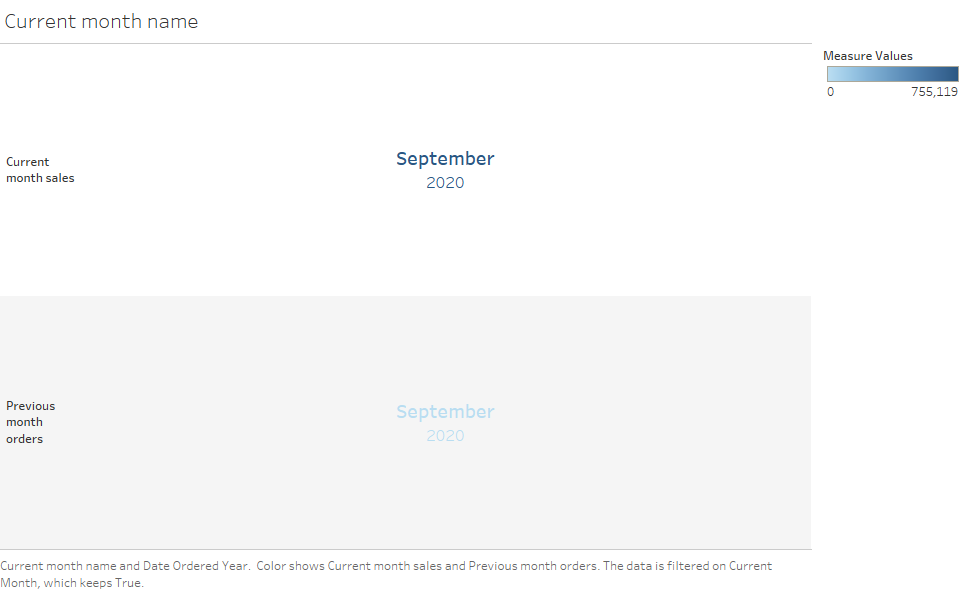 Current month name
Measure Values
0 755,119
Current
month sales
September
2020
Previous
month
orders
September
2020
Current month name and Date Ordered Year.  Color shows Current month sales and Previous month orders. The data is filtered on Current
Month, which keeps True.